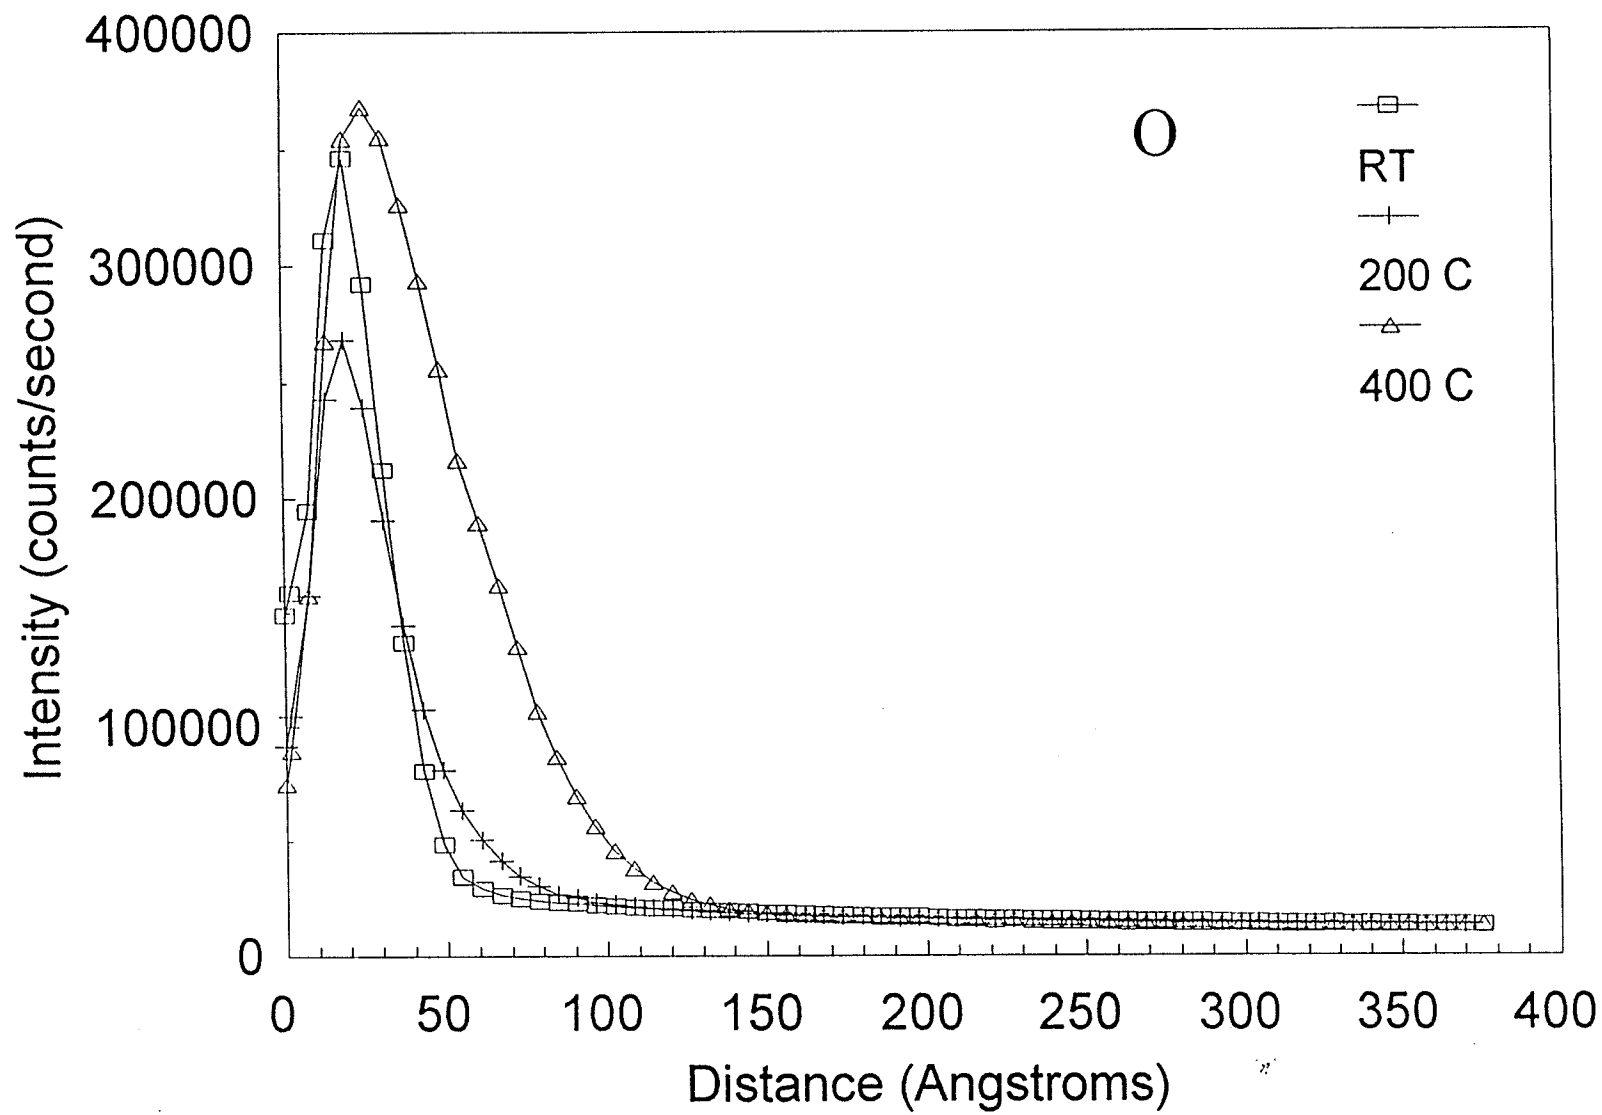 400000
300000
200000
100000
0
Intensity (counts/second)
O
RT
200 C
400 C
0 50 100 150 200 250 300 350 400
Distance (Angstroms)